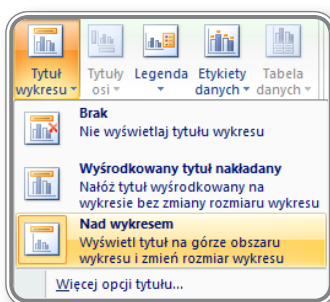 Tytuł Tytuły Legenda Etykiety Tabela
wykresu osi danych danych
Brak
Nie wyświetlaj tytułu wykresu
Wyśrodkowany tytuł nakładany
Nałóż tytuł wyśrodkowany na
wykresie bez zmiany rozmiaru wykresu
Nad wykresem
Wyświetl tytuł na górze obszaru
wykresu i zmień rozmiar wykresu
Więcej opcji tytułu...